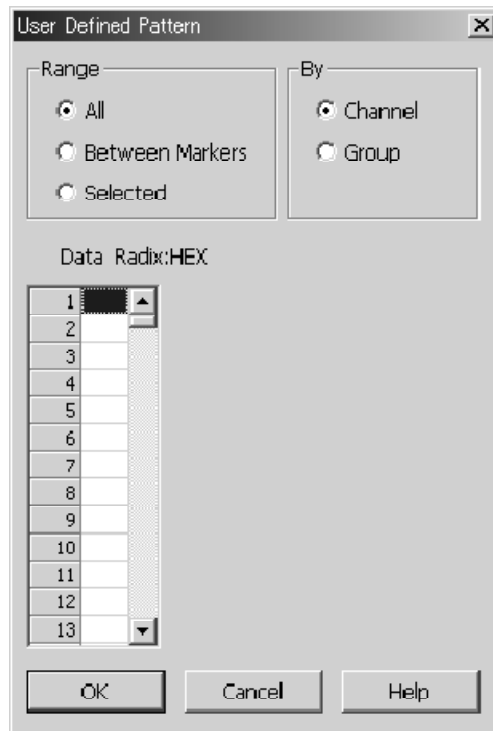 User Defined Pattern
Range
All
Between Markers
Selected
By
Channel
Group
Data Radix:HEX
1
2
3
4
5
6
7
8
9
10
11
12
13
OK Cancel Help